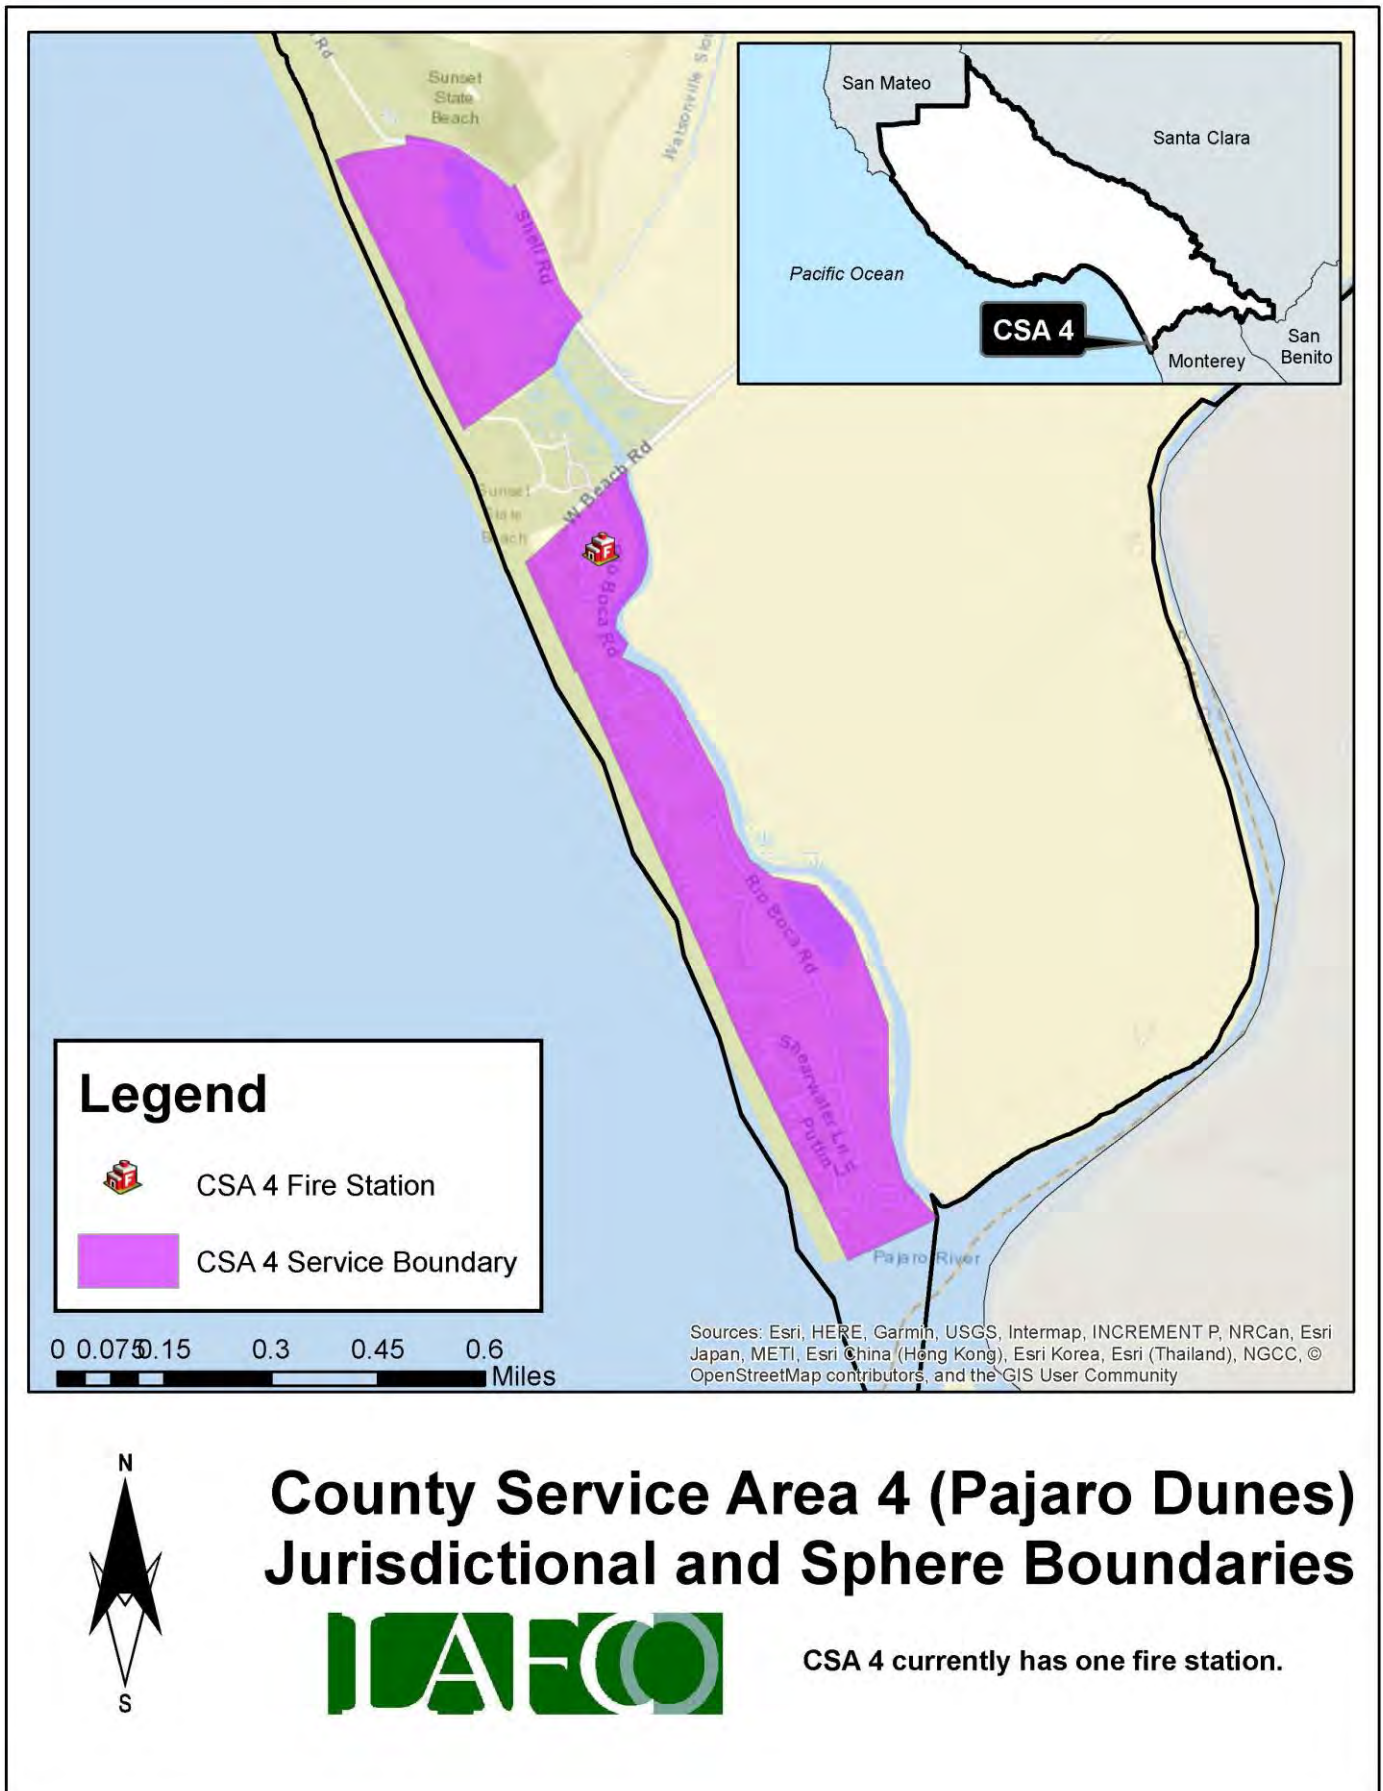 Rd
Sunset
State
Beach
Watsonville Slou
San Mateo
Santa Clara
Pacific Ocean
CSA 4
San
Benito
Monterey
Shell Rd
W Beach Rd
Sunset
State
Beach
o Boca Rd
Rio Boca Rd
Shearwater Ln
Puffin Ln
Pajaro River
Legend
CSA 4 Fire Station
CSA 4 Service Boundary
0 0.075 0.15 0.3 0.45 0.6
Miles
Sources: Esri, HERE, Garmin, USGS, Intermap, INCREMENT P, NRCan, Esri
Japan, METI, Esri China (Hong Kong), Esri Korea, Esri (Thailand), NGCC, ©
OpenStreetMap contributors, and the GIS User Community
N
S
County Service Area 4 (Pajaro Dunes)
Jurisdictional and Sphere Boundaries
LAFCO
CSA 4 currently has one fire station.